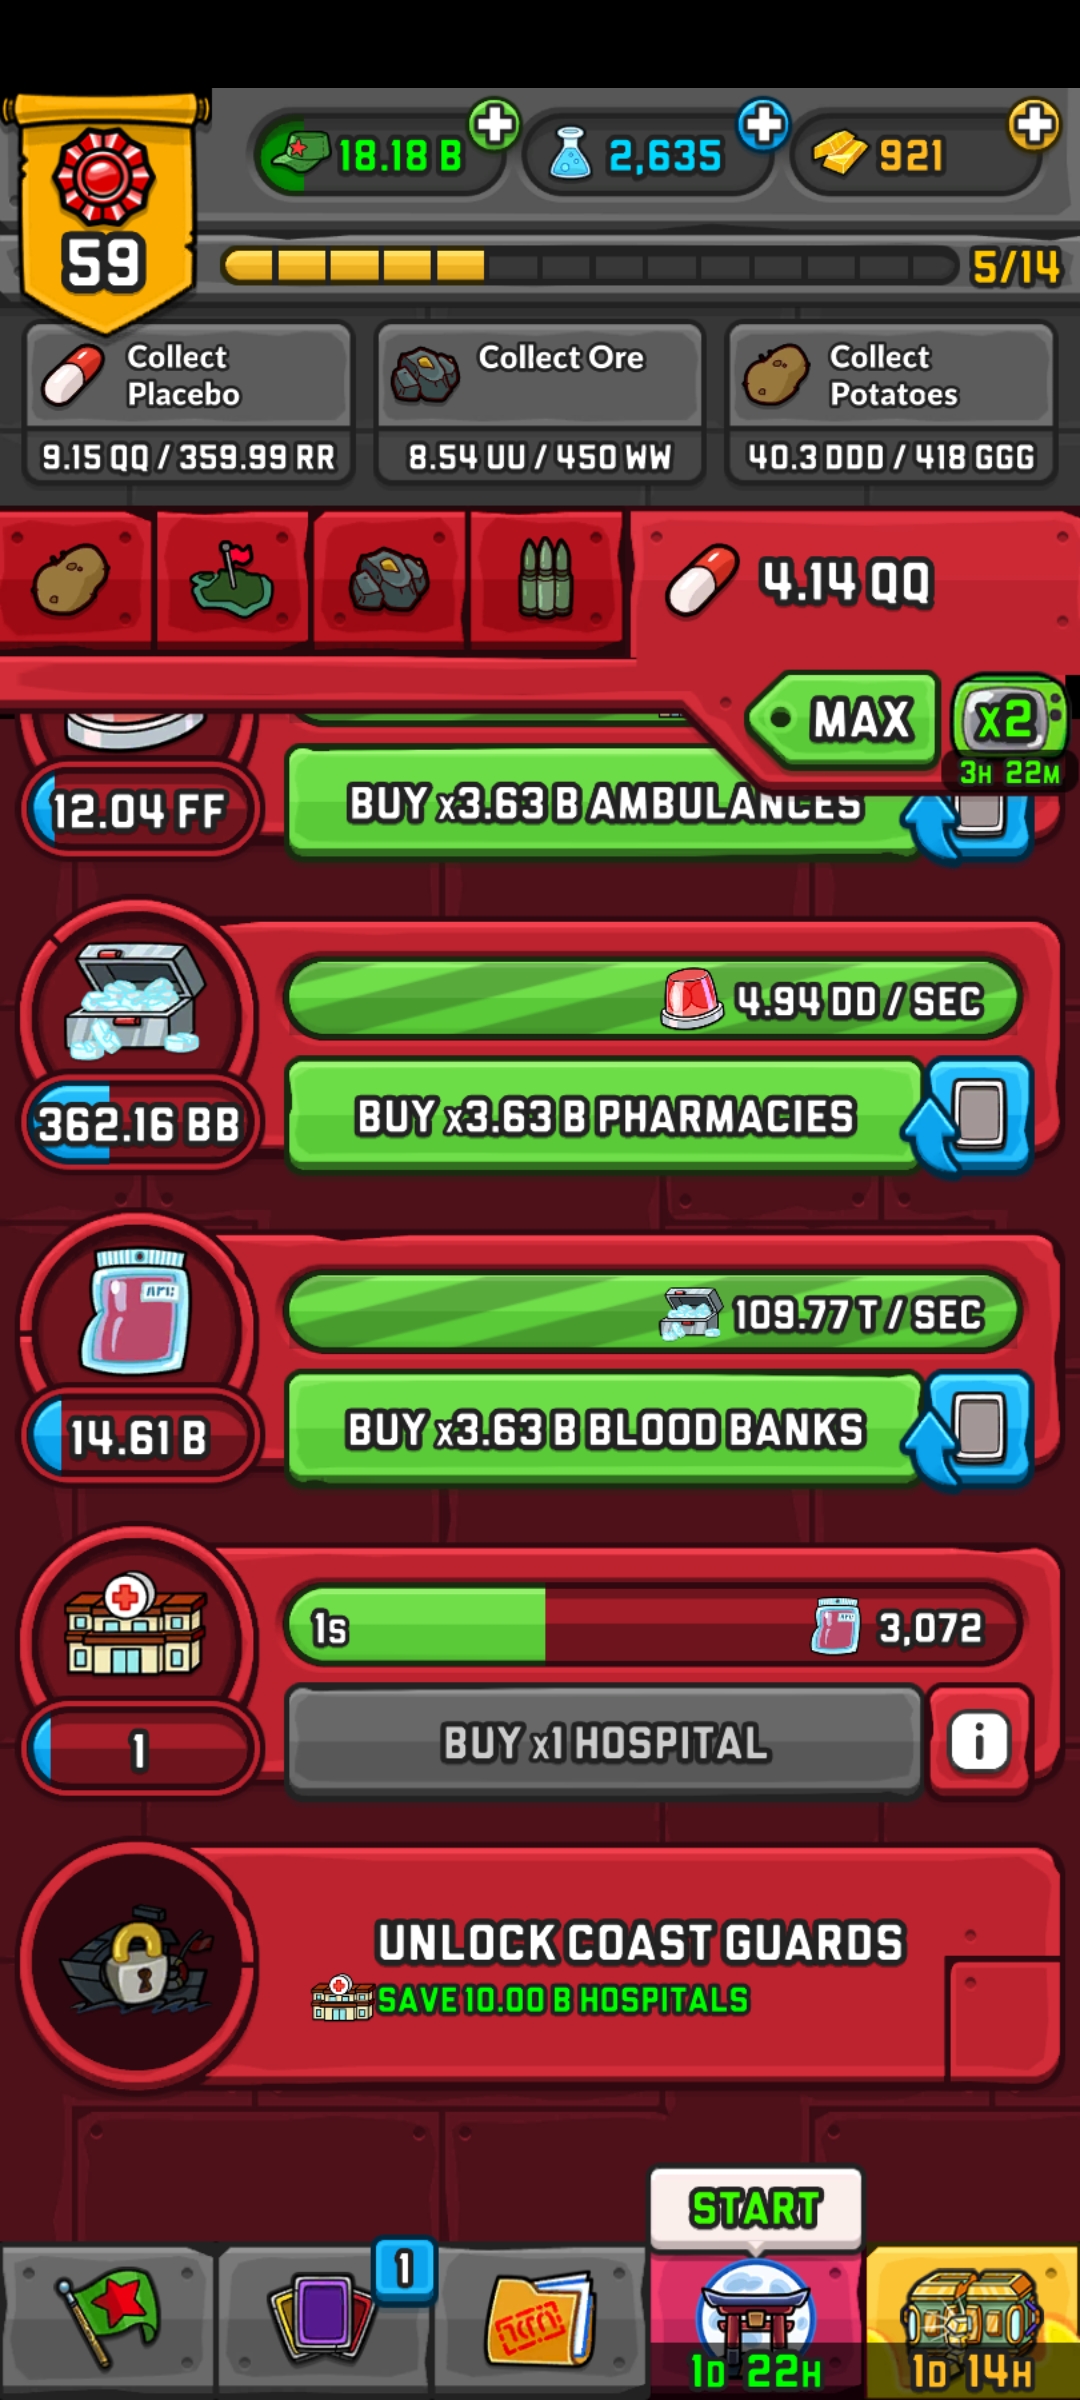 18.18 B
2,635
921
59
5/14
Collect
Placebo
9.15 QQ / 359.99 RR
Collect Ore
8.54 UU / 450 WW
Collect
Potatoes
40.3 DDD / 418 GGG
4.14 QQ
MAX
x2
3H 22M
12.04 FF
BUY x3.63 B AMBULANCES
4.94 DD / SEC
362.16 BB
BUY x3.63 B PHARMACIES
109.77 T / SEC
14.61 B
BUY x3.63 B BLOOD BANKS
1s
3,072
1
BUY x1 HOSPITAL
i
UNLOCK COAST GUARDS
SAVE 10.00 B HOSPITALS
START
1
1D 22H
1D 14H